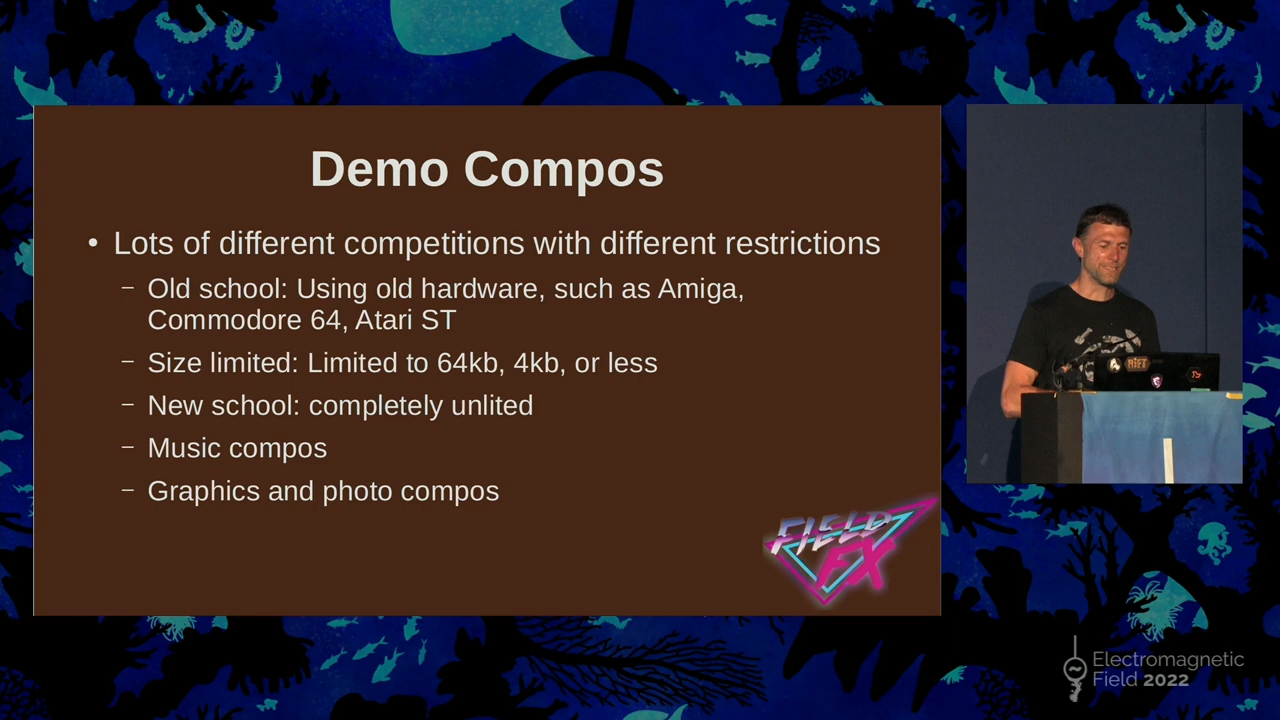 Demo Compos
• Lots of different competitions with different restrictions
– Old school: Using old hardware, such as Amiga,
Commodore 64, Atari ST
– Size limited: Limited to 64kb, 4kb, or less
– New school: completely unlited
– Music compos
– Graphics and photo compos
FIELD
FX
RiFT
Electromagnetic
Field 2022